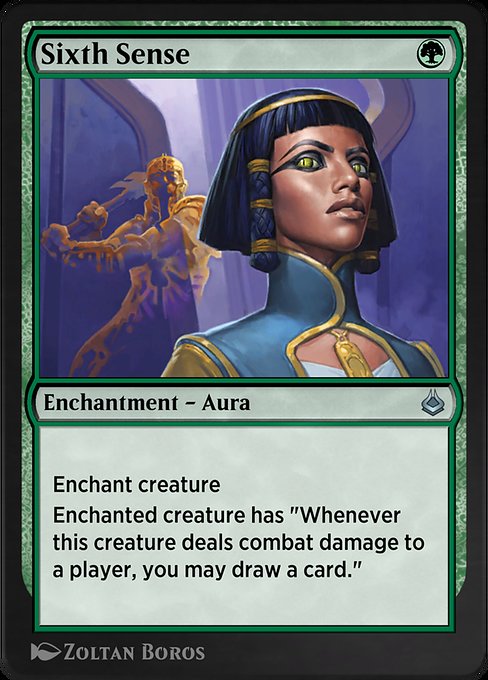 Sixth Sense
Enchantment – Aura
Enchant creature
Enchanted creature has "Whenever
this creature deals combat damage to
a player, you may draw a card."
Zoltan Boros